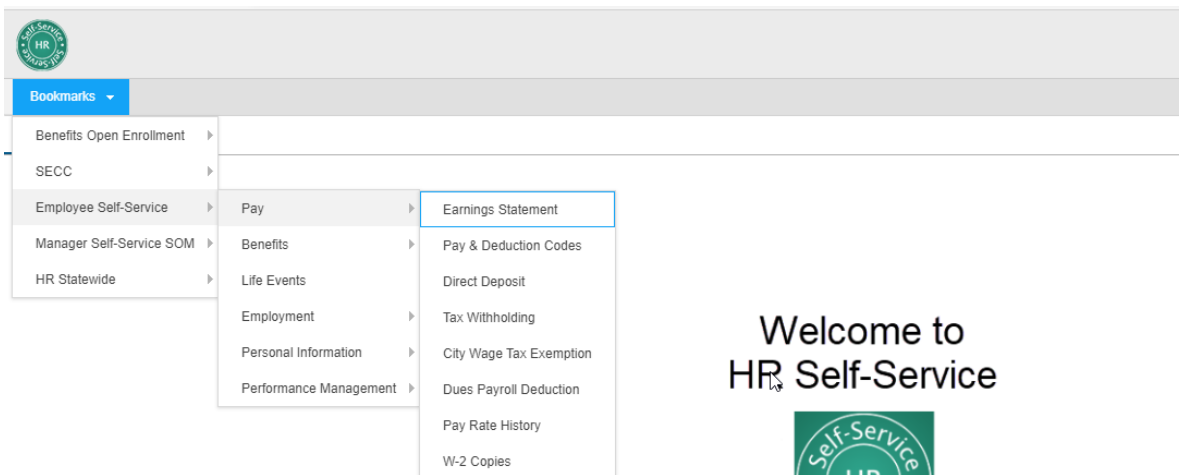 Self-Service
HR
Self-Service
Bookmarks
Benefits Open Enrollment
SECC
Employee Self-Service
Manager Self-Service SOM
HR Statewide
Pay
Benefits
Life Events
Employment
Personal Information
Performance Management
Earnings Statement
Pay & Deduction Codes
Direct Deposit
Tax Withholding
City Wage Tax Exemption
Dues Payroll Deduction
Pay Rate History
W-2 Copies
Welcome to
HR Self-Service
Self-Service
HR